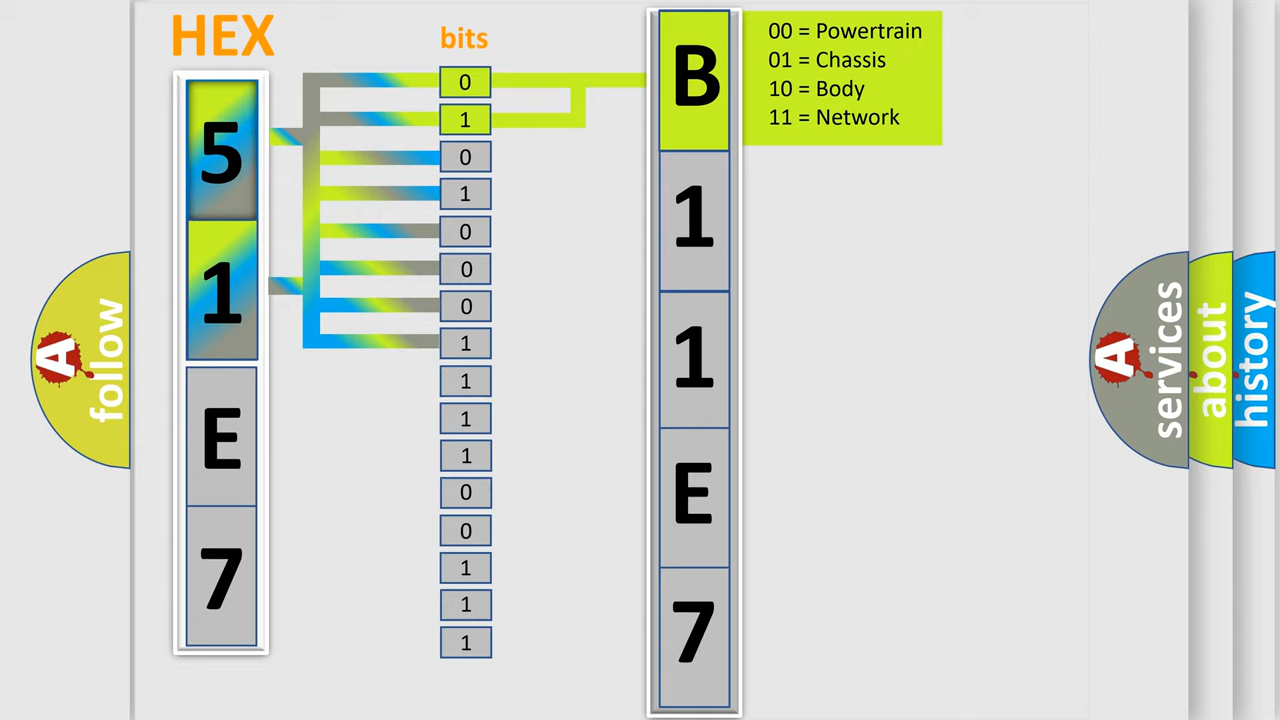 HEX
bits
5
1
E
7
0
1
0
1
0
0
0
1
1
1
1
0
0
1
1
1
B
1
1
E
7
00 = Powertrain
01 = Chassis
10 = Body
11 = Network
A follow
A services
about
history